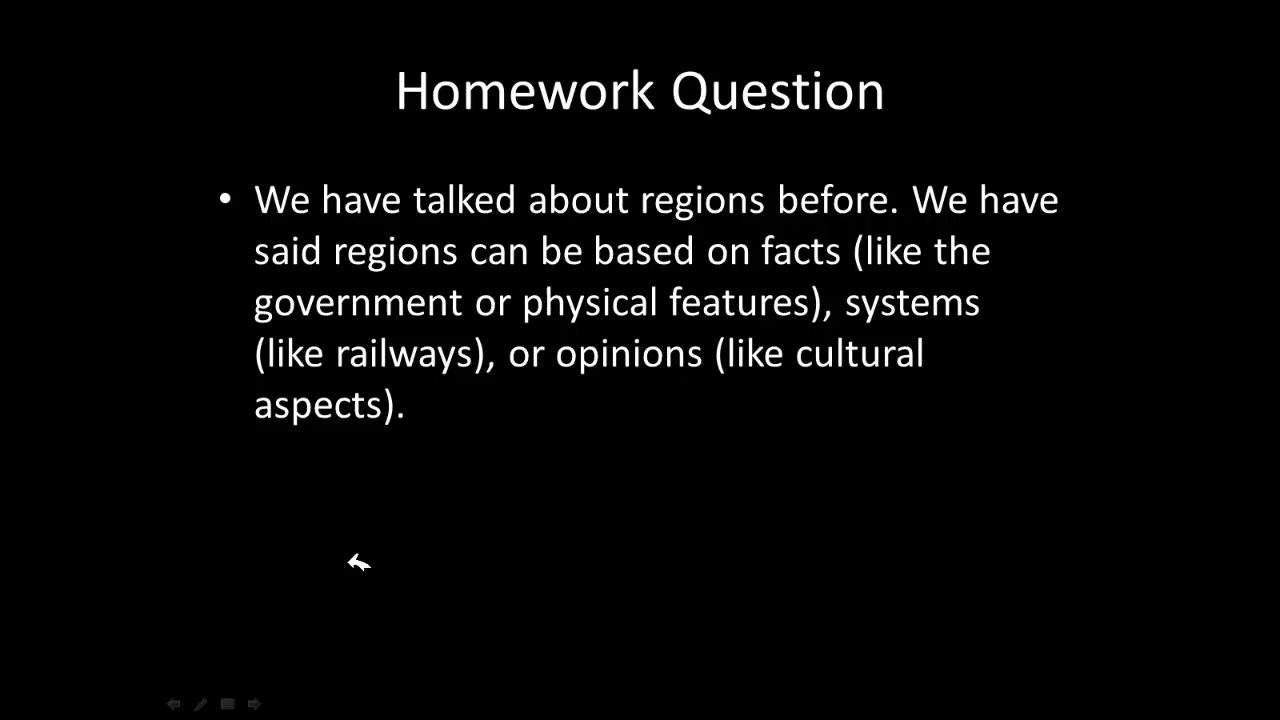 Homework Question
• We have talked about regions before. We have
said regions can be based on facts (like the
government or physical features), systems
(like railways), or opinions (like cultural
aspects).